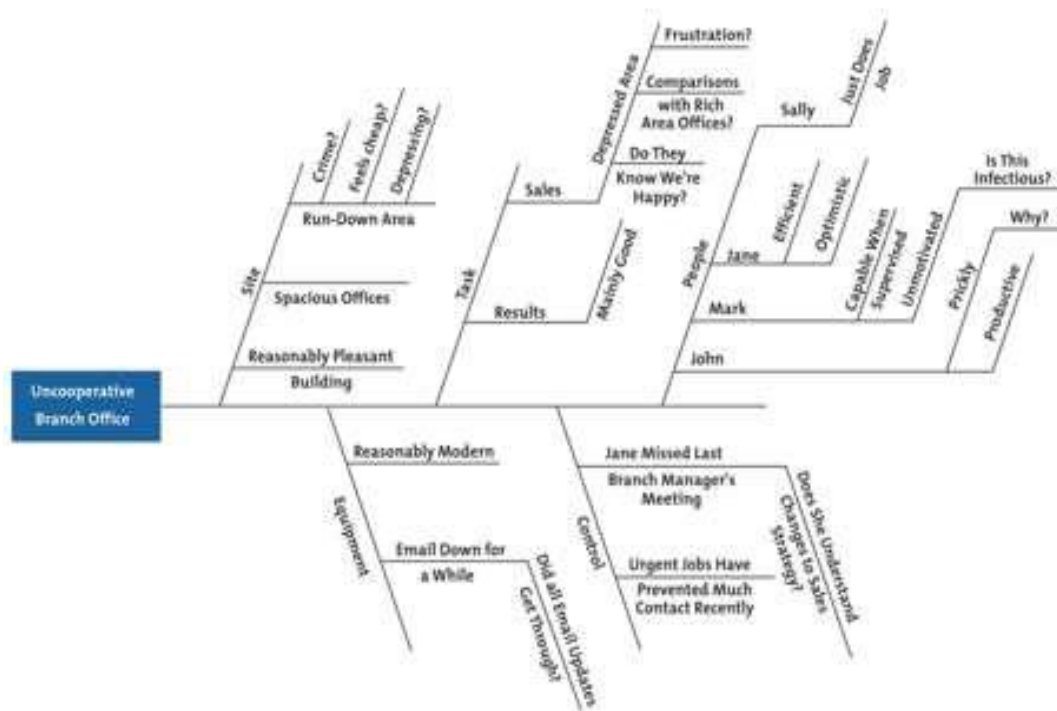 Uncooperative
Branch Office
Site
Crime?
Feels cheap?
Depressing?
Run-Down Area
Spacious Offices
Reasonably Pleasant
Building
Task
Sales
Depressed Area
Frustration?
Comparisons
with Rich
Area Offices?
Do They
Know We're
Happy?
Results
Mainly Good
People
Sally
Just Does
Job
Jane
Efficient
Optimistic
Mark
Capable When
Supervised
Unmotivated
Is This
Infectious?
John
Prickly
Why?
Productive
Equipment
Reasonably Modern
Email Down for
a While
Did all Email Updates
Get Through?
Control
Jane Missed Last
Branch Manager's
Meeting
Does She Understand
Changes to Sales
Strategy?
Urgent Jobs Have
Prevented Much
Contact Recently